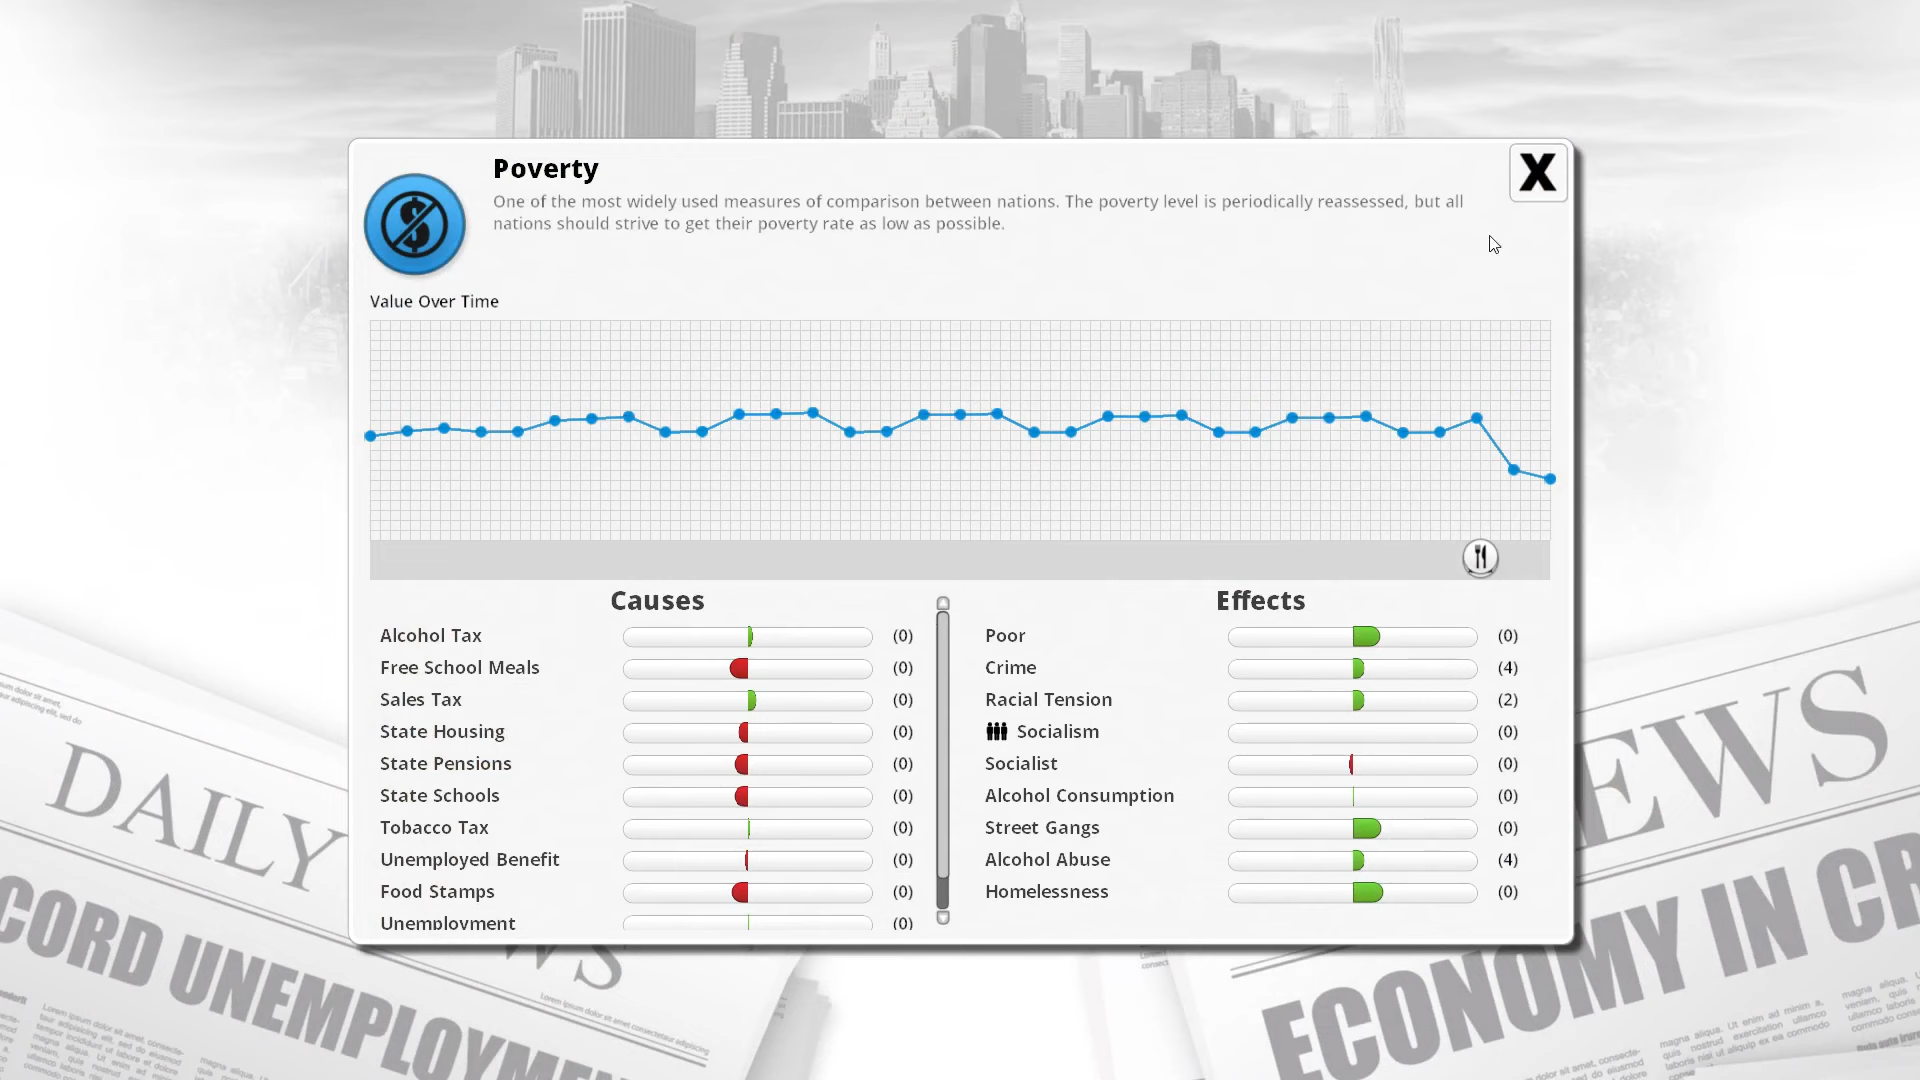 Poverty
X
One of the most widely used measures of comparison between nations. The poverty level is periodically reassessed, but all
nations should strive to get their poverty rate as low as possible.
Value Over Time
Causes
Alcohol Tax (0)
Free School Meals (0)
Sales Tax (0)
State Housing (0)
State Pensions (0)
State Schools (0)
Tobacco Tax (0)
Unemployed Benefit (0)
Food Stamps (0)
Unemployment (0)
Effects
Poor (0)
Crime (4)
Racial Tension (2)
Socialism (0)
Socialist (0)
Alcohol Consumption (0)
Street Gangs (0)
Alcohol Abuse (4)
Homelessness (0)
DAILY
WS
CORD UNEMPLOYME
EWS
ECONOMY IN CR